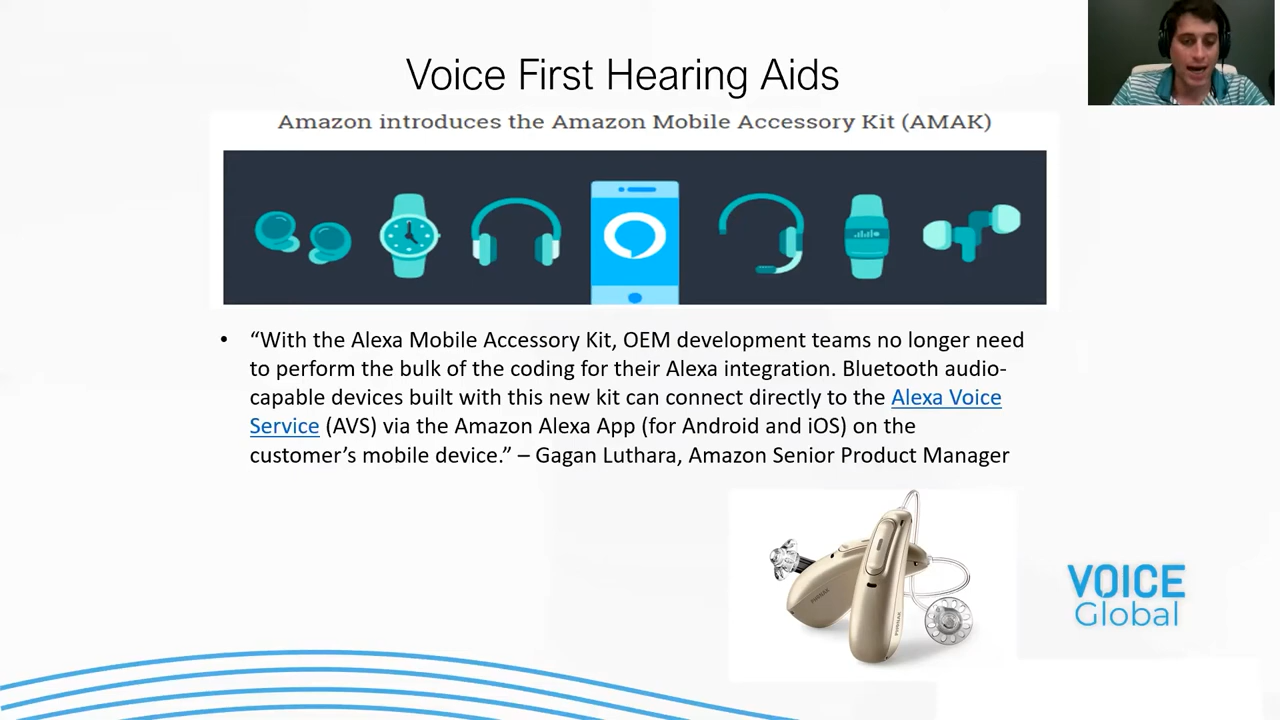 Voice First Hearing Aids
Amazon introduces the Amazon Mobile Accessory Kit (AMAK)
• “With the Alexa Mobile Accessory Kit, OEM development teams no longer need
to perform the bulk of the coding for their Alexa integration. Bluetooth audio-
capable devices built with this new kit can connect directly to the Alexa Voice
Service (AVS) via the Amazon Alexa App (for Android and iOS) on the
customer’s mobile device.” – Gagan Luthara, Amazon Senior Product Manager
PHONAK
PHONAK
VOICE
Global